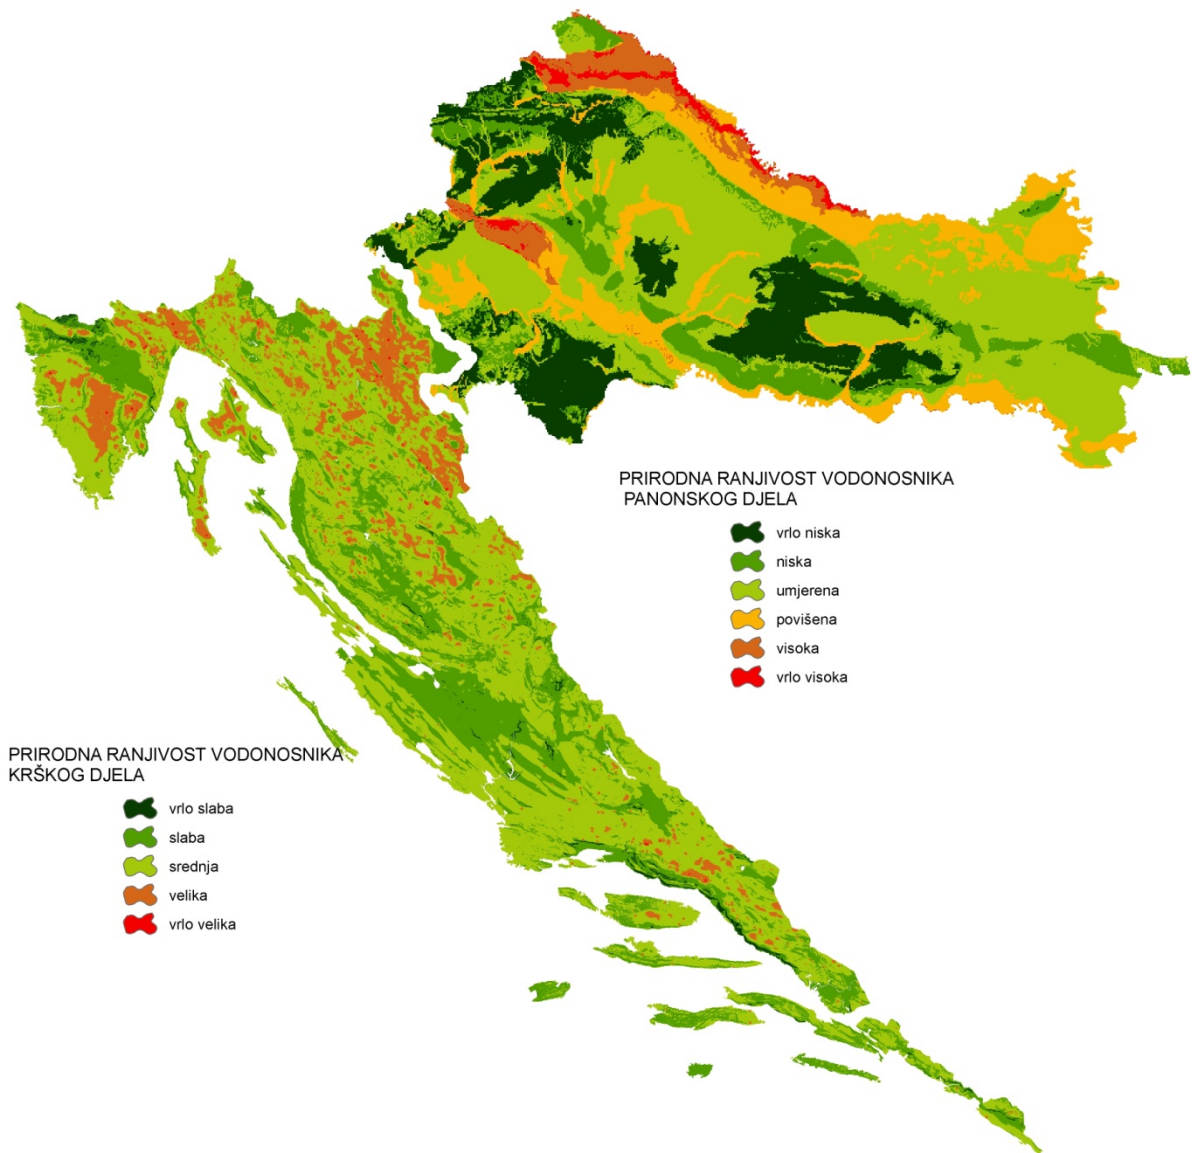 PRIRODNA RANJIVOST VODONOSNIKA
PANONSKOG DJELA
vrlo niska
niska
umjerena
povišena
visoka
vrlo visoka
PRIRODNA RANJIVOST VODONOSNIKA
KRŠKOG DJELA
vrlo slaba
slaba
srednja
velika
vrlo velika